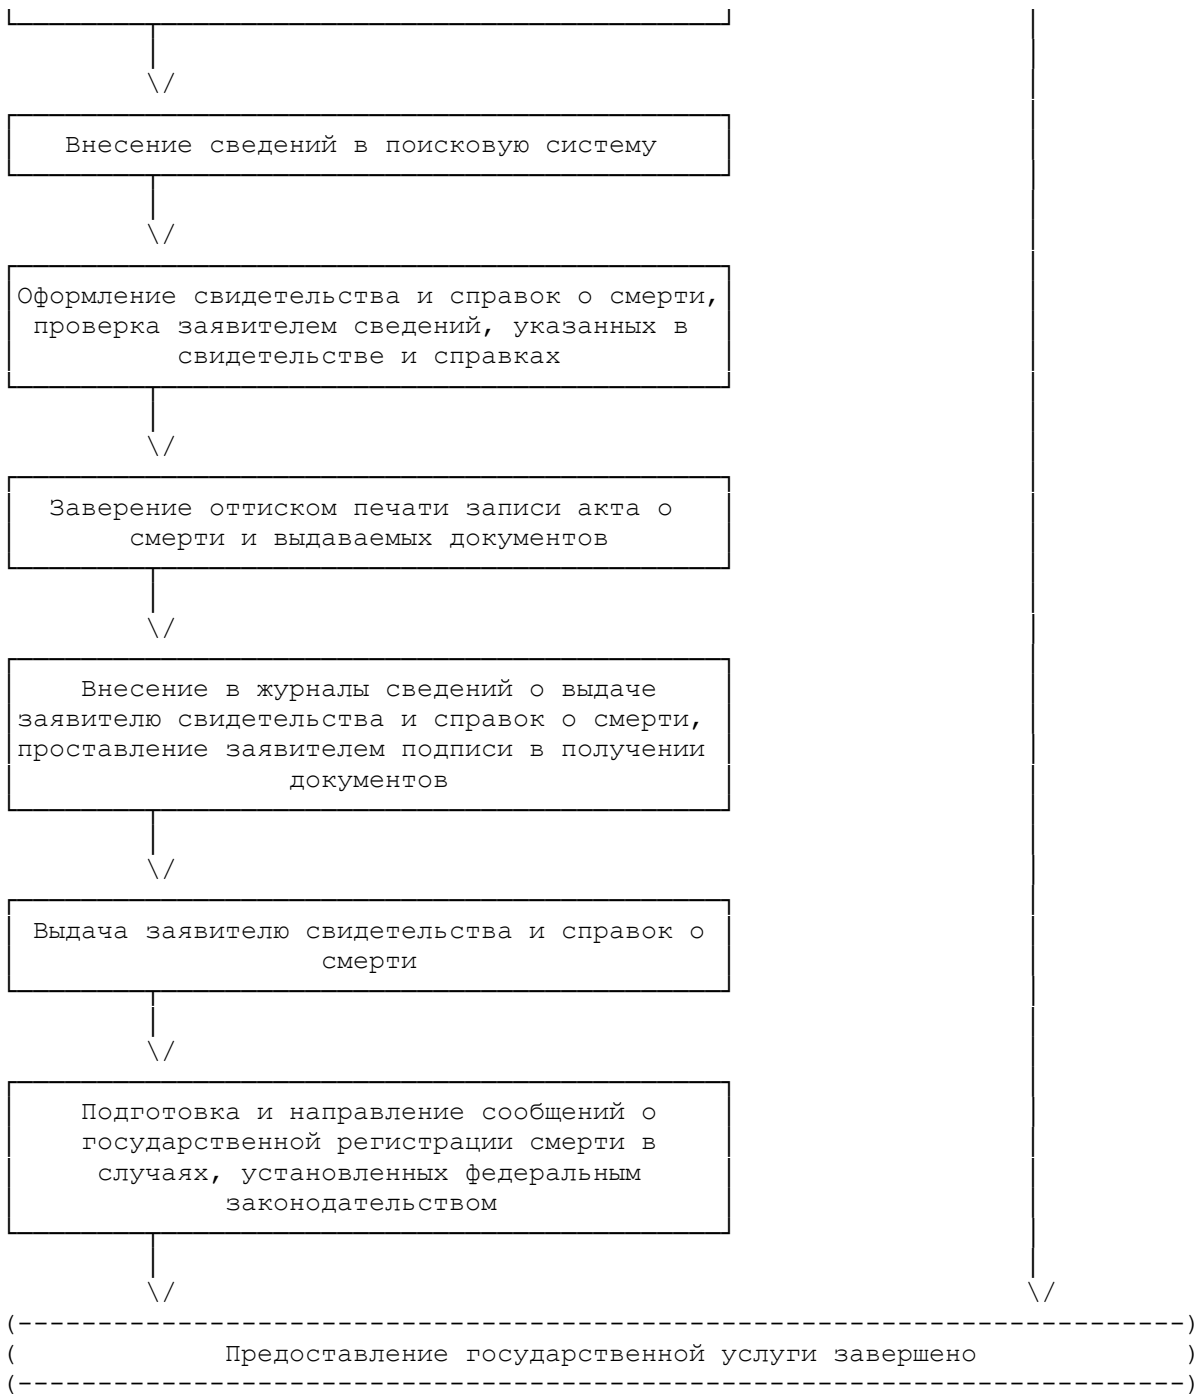 Внесение сведений в поисковую систему
Оформление свидетельства и справок о смерти,
проверка заявителем сведений, указанных в
свидетельстве и справках
Заверение оттиском печати записи акта о
смерти и выдаваемых документов
Внесение в журналы сведений о выдаче
заявителю свидетельства и справок о смерти,
проставление заявителем подписи в получении
документов
Выдача заявителю свидетельства и справок о
смерти
Подготовка и направление сообщений о
государственной регистрации смерти в
случаях, установленных федеральным
законодательством
Предоставление государственной услуги завершено